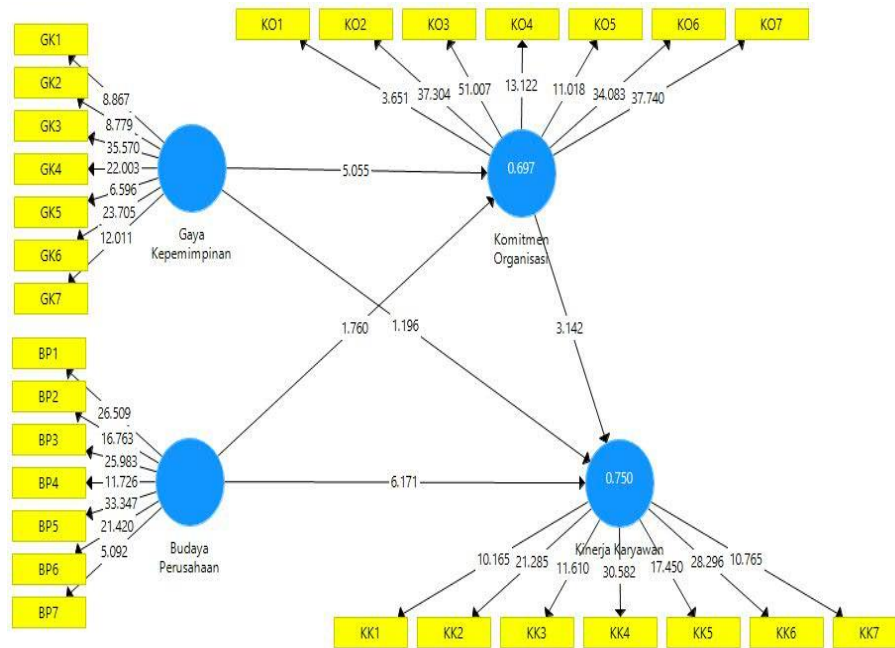 GK1
GK2
GK3
GK4
GK5
GK6
GK7
8.867
8.779
35.570
22.003
6.596
23.705
12.011
Gaya
Kepemimpinan
KO1
KO2
KO3
KO4
KO5
KO6
KO7
3.651
37.304
51.007
13.122
11.018
34.083
37.740
0.697
Komitmen
Organisasi
5.055
1.760
1.196
3.142
6.171
BP1
BP2
BP3
BP4
BP5
BP6
BP7
26.509
16.763
25.983
11.726
33.347
21.420
5.092
Budaya
Perusahaan
0.750
Kinerja Karyawan
10.165
21.285
11.610
30.582
17.450
28.296
10.765
KK1
KK2
KK3
KK4
KK5
KK6
KK7